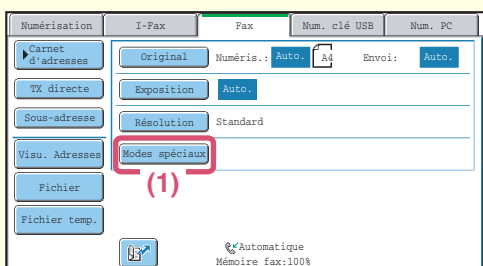 Numérisation I-Fax Fax Num. clé USB Num. PC
Carnet
d'adresses
Original Numéris.: Auto. A4 Envoi: Auto.
TX directe
Exposition Auto.
Sous-adresse
Résolution Standard
Visu. Adresses
Modes spéciaux
(1)
Fichier
Fichier temp.
Automatique
Mémoire fax:100%